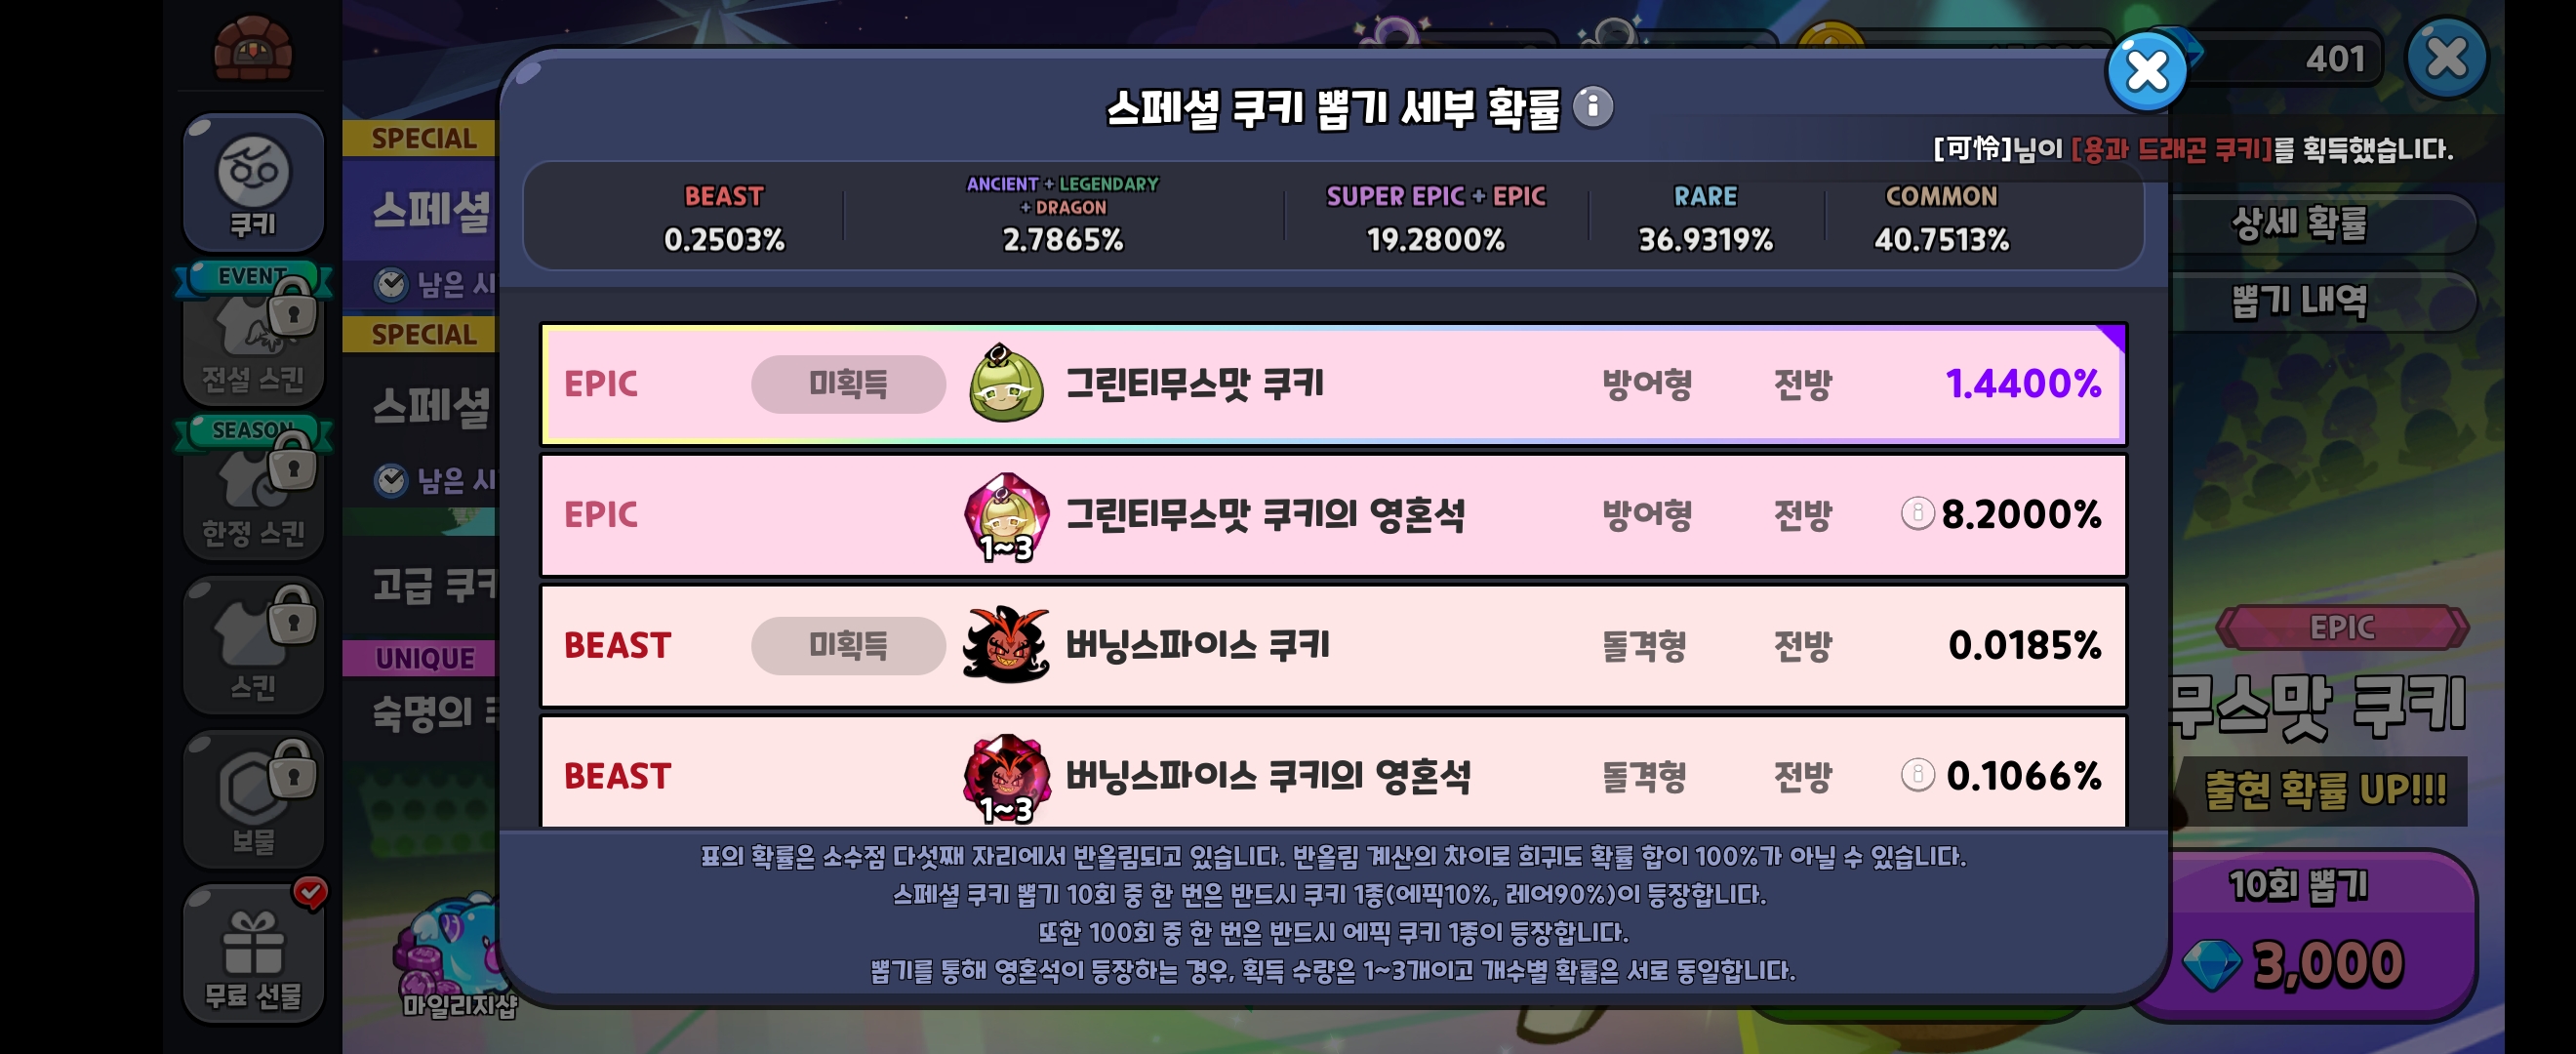 401
스페셜 쿠키 뽑기 세부 확률
[可怜]님이 [용과 드래곤 쿠키]를 획득했습니다.
BEAST
0.2503%
ANCIENT + LEGENDARY
+ DRAGON
2.7865%
SUPER EPIC + EPIC
19.2800%
RARE
36.9319%
COMMON
40.7513%
EPIC 미획득 그린티무스맛 쿠키 방어형 전방 1.4400%
EPIC 1~3 그린티무스맛 쿠키의 영혼석 방어형 전방 8.2000%
BEAST 미획득 버닝스파이스 쿠키 돌격형 전방 0.0185%
BEAST 1~3 버닝스파이스 쿠키의 영혼석 돌격형 전방 0.1066%
표의 확률은 소수점 다섯째 자리에서 반올림되고 있습니다. 반올림 계산의 차이로 희귀도 확률 합이 100%가 아닐 수 있습니다.
스페셜 쿠키 뽑기 10회 중 한 번은 반드시 쿠키 1종(에픽10%, 레어90%)이 등장합니다.
또한 100회 중 한 번은 반드시 에픽 쿠키 1종이 등장합니다.
뽑기를 통해 영혼석이 등장하는 경우, 획득 수량은 1~3개이고 개수별 확률은 서로 동일합니다.
쿠키
EVENT
전설 스킨
SEASON
한정 스킨
스킨
보물
무료 선물
SPECIAL
스페셜
남은 시
SPECIAL
스페셜
남은 시
고급 쿠키
UNIQUE
숙명의
마일리지샵
상세 확률
뽑기 내역
EPIC
무스맛 쿠키
출현 확률 UP!!!
10회 뽑기
3,000